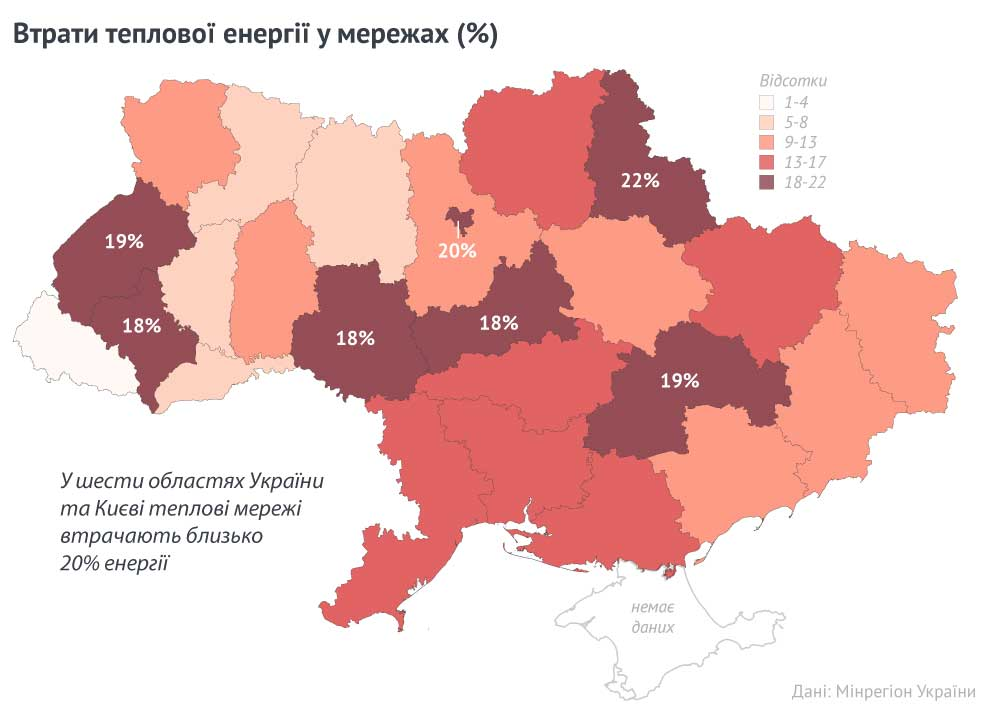 Втрати теплової енергії у мережах (%)
Відсотки
1-4
5-8
9-13
13-17
18-22
22%
19%
20%
18%
18%
18%
19%
У шести областях України
та Києві теплові мережі
втрачають близько
20% енергії
немає
даних
Дані: Мінрегіон України